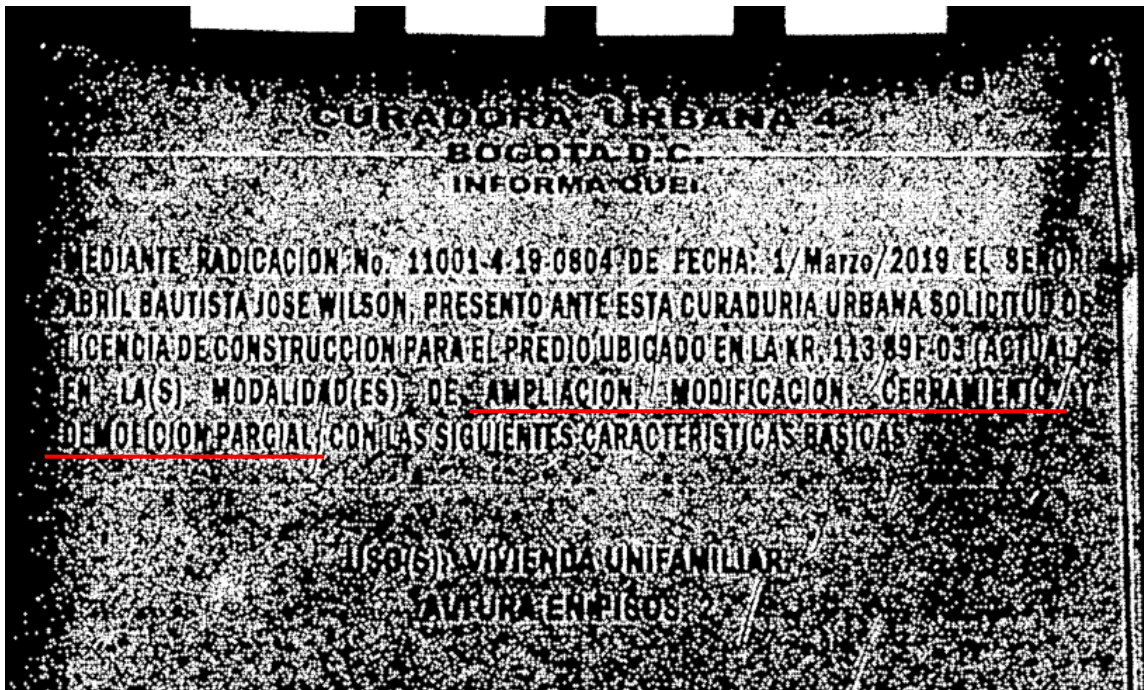 CURADORA URBANA 4
BOGOTA D.C.
INFORMA QUE:
MEDIANTE RADICACION No. 11001-4-19-0804 DE FECHA: 1/Marzo/2019 EL SEÑOR
ABRIL BAUTISTA JOSE WILSON, PRESENTO ANTE ESTA CURADURIA URBANA SOLICITUD DE
LICENCIA DE CONSTRUCCION PARA EL PREDIO UBICADO EN LA KR. 113 89F 03 (ACTUAL)
EN LA(S) MODALIDAD(ES) DE AMPLIACION / MODIFICACION / CERRAMIENTO / Y
DEMOLICION PARCIAL, CON LAS SIGUIENTES CARACTERISTICAS BASICAS
USO(S): VIVIENDA UNIFAMILIAR
ALTURA EN PISOS: 2